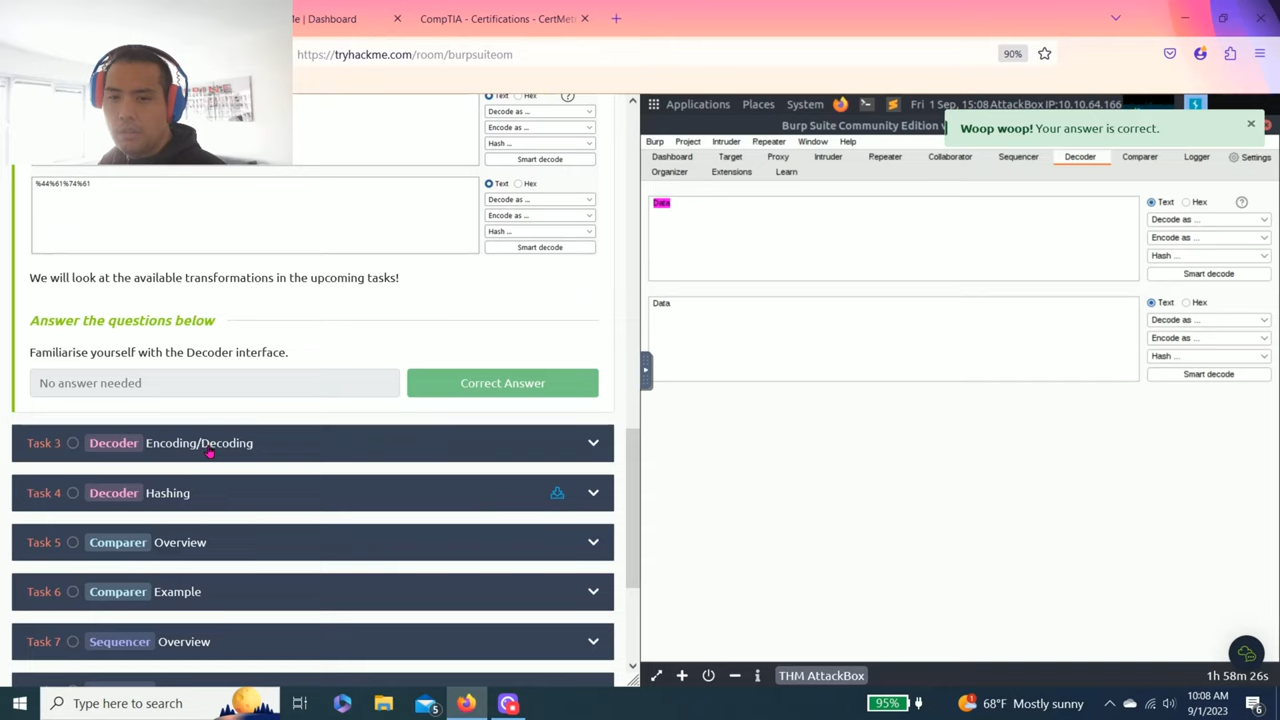 Me | Dashboard
CompTIA - Certifications - CertMet
https://tryhackme.com/room/burpsuiteom
90%
Text Hex
Decode as ...
Encode as ...
Hash ...
Smart decode
%44%61%74%61
Text Hex
Decode as ...
Encode as ...
Hash ...
Smart decode
We will look at the available transformations in the upcoming tasks!
Answer the questions below
Familiarise yourself with the Decoder interface.
No answer needed
Correct Answer
Task 3 Decoder Encoding/Decoding
Task 4 Decoder Hashing
Task 5 Comparer Overview
Task 6 Comparer Example
Task 7 Sequencer Overview
Applications Places System Fri 1 Sep, 15:08 AttackBox IP:10.10.64.166
Burp Suite Community Edition
Woop woop! Your answer is correct.
Burp Project Intruder Repeater Window Help
Dashboard Target Proxy Intruder Repeater Collaborator Sequencer Decoder Comparer Logger Settings
Organizer Extensions Learn
Data
Text Hex
Decode as ...
Encode as ...
Hash ...
Smart decode
Data
Text Hex
Decode as ...
Encode as ...
Hash ...
Smart decode
THM AttackBox
1h 58m 26s
Type here to search
5
95%
68°F Mostly sunny
10:08 AM
9/1/2023
6